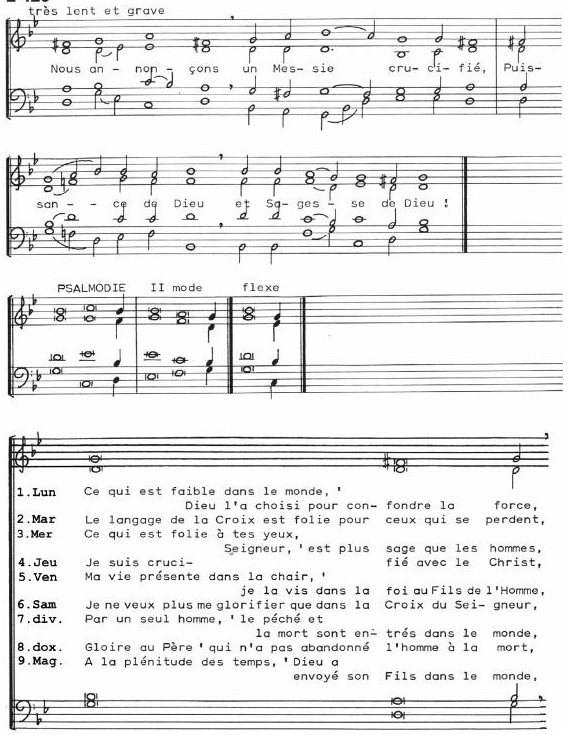 très lent et grave
Nous an - non - çons un Mes - sie cru - ci - fié, Puis-
san - - ce de Dieu et Sa - ges - se de Dieu !
PSALMODIE II mode flexe
1.Lun Ce qui est faible dans le monde, '
Dieu l'a choisi pour con- fondre la force,
2.Mar Le langage de la Croix est folie pour ceux qui se perdent,
3.Mer Ce qui est folie à tes yeux,
Seigneur, ' est plus sage que les hommes,
4.Jeu Je suis cruci- fié avec le Christ,
5.Ven Ma vie présente dans la chair, '
je la vis dans la foi au Fils de l'Homme,
6.Sam Je ne veux plus me glorifier que dans la Croix du Sei- gneur,
7.div. Par un seul homme, ' le péché et
la mort sont en- trés dans le monde,
8.dox. Gloire au Père ' qui n'a pas abandonné l'homme à la mort,
9.Mag. A la plénitude des temps, ' Dieu a
envoyé son Fils dans le monde,